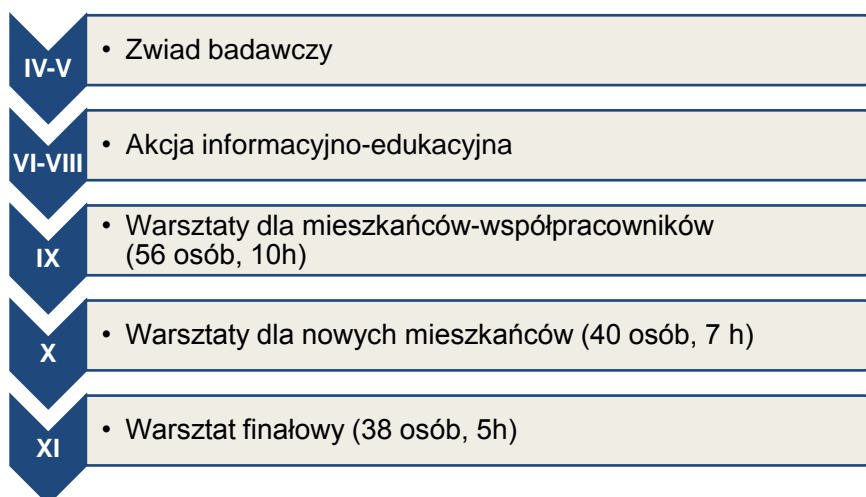 IV-V
• Zwiad badawczy
VI-VIII
• Akcja informacyjno-edukacyjna
IX
• Warsztaty dla mieszkańców-współpracowników
(56 osób, 10h)
X
• Warsztaty dla nowych mieszkańców (40 osób, 7 h)
XI
• Warsztat finałowy (38 osób, 5h)